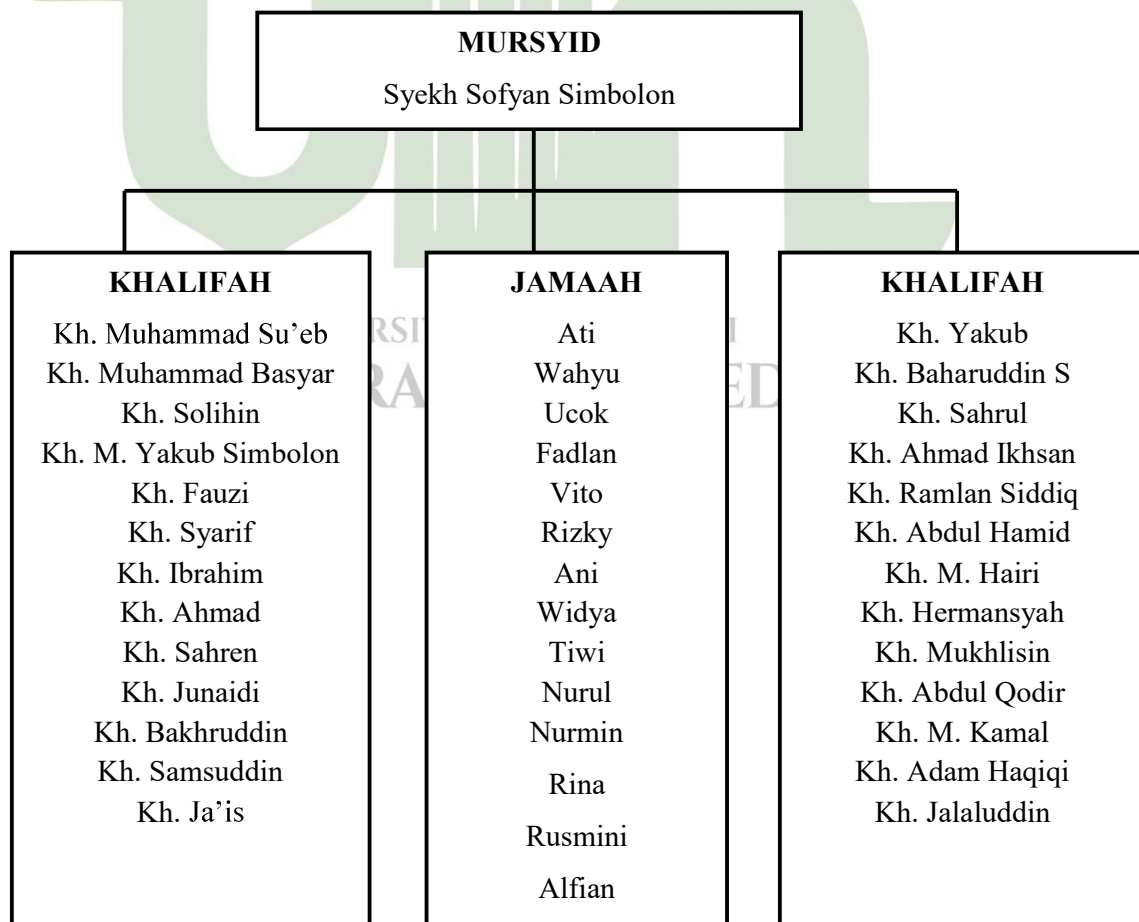 MURSYID
Syekh Sofyan Simbolon
KHALIFAH
Kh. Muhammad Su’eb
Kh. Muhammad Basyar
Kh. Solihin
Kh. M. Yakub Simbolon
Kh. Fauzi
Kh. Syarif
Kh. Ibrahim
Kh. Ahmad
Kh. Sahren
Kh. Junaidi
Kh. Bakhruddin
Kh. Samsuddin
Kh. Ja’is
JAMAAH
Ati
Wahyu
Ucok
Fadlan
Vito
Rizky
Ani
Widya
Tiwi
Nurul
Nurmin
Rina
Rusmini
Alfian
KHALIFAH
Kh. Yakub
Kh. Baharuddin S
Kh. Sahrul
Kh. Ahmad Ikhsan
Kh. Ramlan Siddiq
Kh. Abdul Hamid
Kh. M. Hairi
Kh. Hermansyah
Kh. Mukhlisin
Kh. Abdul Qodir
Kh. M. Kamal
Kh. Adam Haqiqi
Kh. Jalaluddin